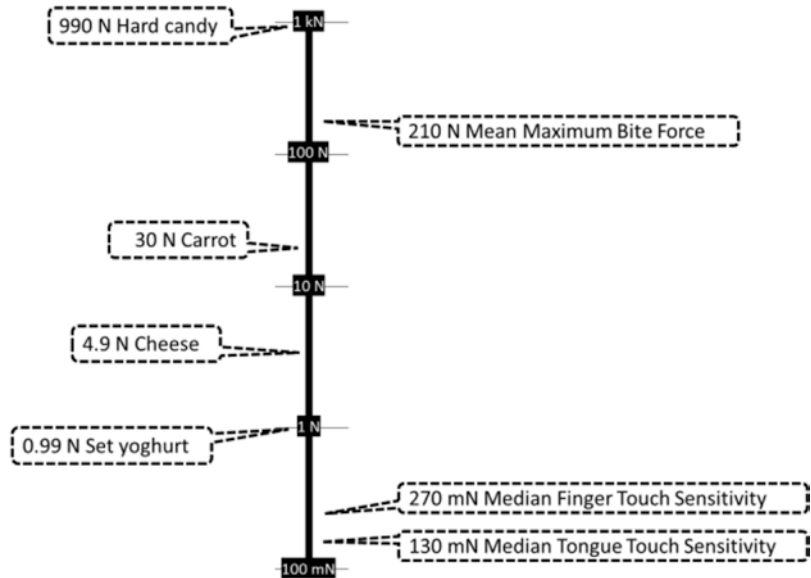 990 N Hard candy
1 kN
210 N Mean Maximum Bite Force
100 N
30 N Carrot
10 N
4.9 N Cheese
1 N
0.99 N Set yoghurt
270 mN Median Finger Touch Sensitivity
130 mN Median Tongue Touch Sensitivity
100 mN